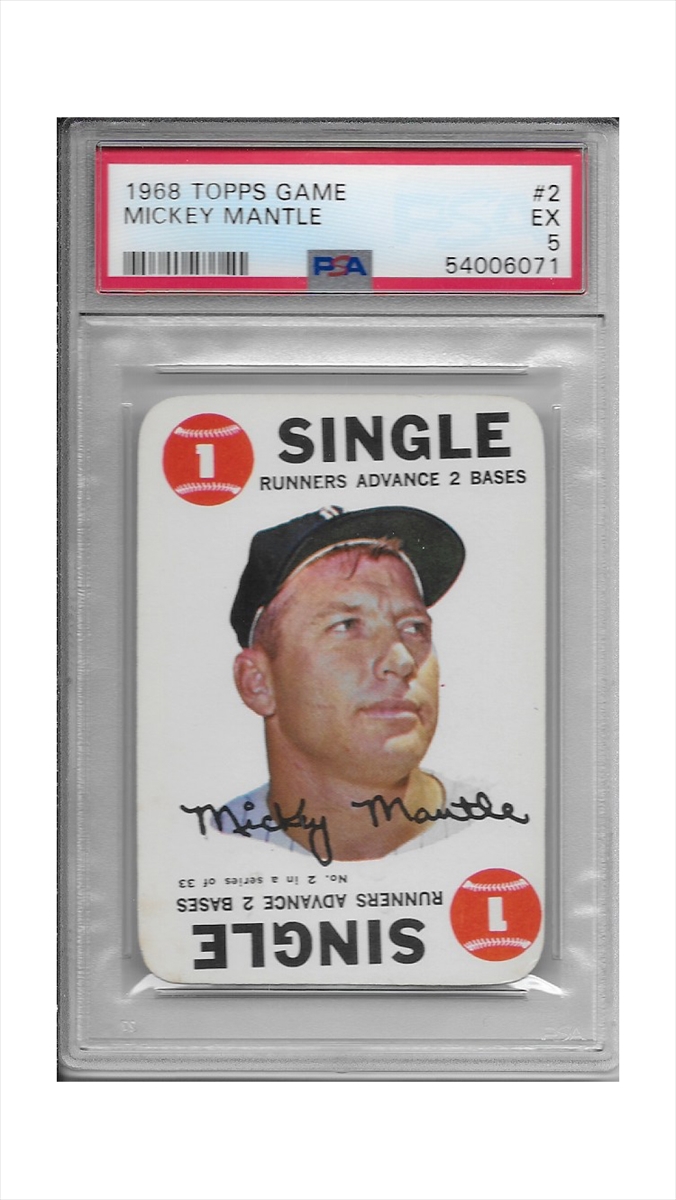 1968 TOPPS GAME #2
MICKEY MANTLE EX
5
PSA 54006071
1 SINGLE
RUNNERS ADVANCE 2 BASES
Mickey Mantle
No. 2 in a series of 33
RUNNERS ADVANCE 2 BASES
SINGLE 1